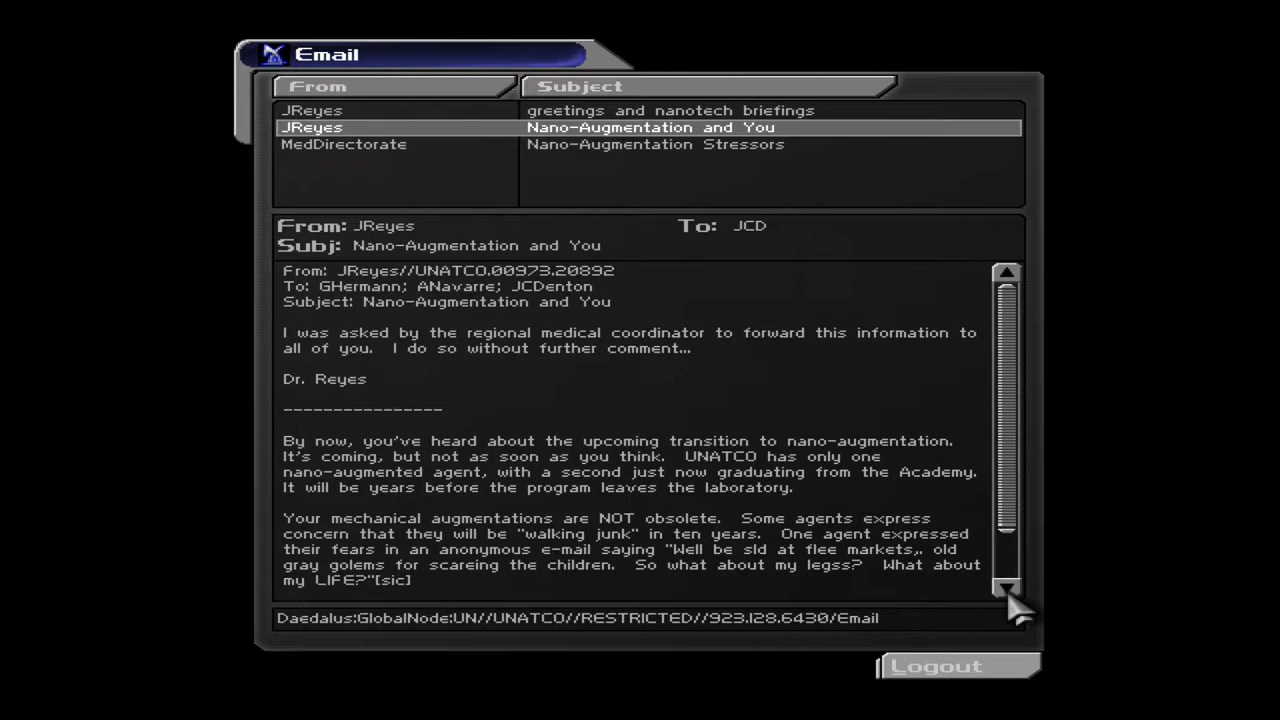 Email
From Subject
JReyes greetings and nanotech briefings
JReyes Nano-Augmentation and You
MedDirectorate Nano-Augmentation Stressors
From: JReyes To: JCD
Subj: Nano-Augmentation and You
From: JReyes//UNATCO.00973.20892
To: GHermann; ANavarre; JCDenton
Subject: Nano-Augmentation and You
I was asked by the regional medical coordinator to forward this information to
all of you. I do so without further comment...
Dr. Reyes
----------------
By now, you've heard about the upcoming transition to nano-augmentation.
It's coming, but not as soon as you think. UNATCO has only one
nano-augmented agent, with a second just now graduating from the Academy.
It will be years before the program leaves the laboratory.
Your mechanical augmentations are NOT obsolete. Some agents express
concern that they will be "walking junk" in ten years. One agent expressed
their fears in an anonymous e-mail saying "Well be sld at flee markets,. old
gray golems for scareing the children. So what about my legss? What about
my LIFE?"[sic]
Daedalus:GlobalNode:UN//UNATCO//RESTRICTED//923.128.6430/Email
Logout